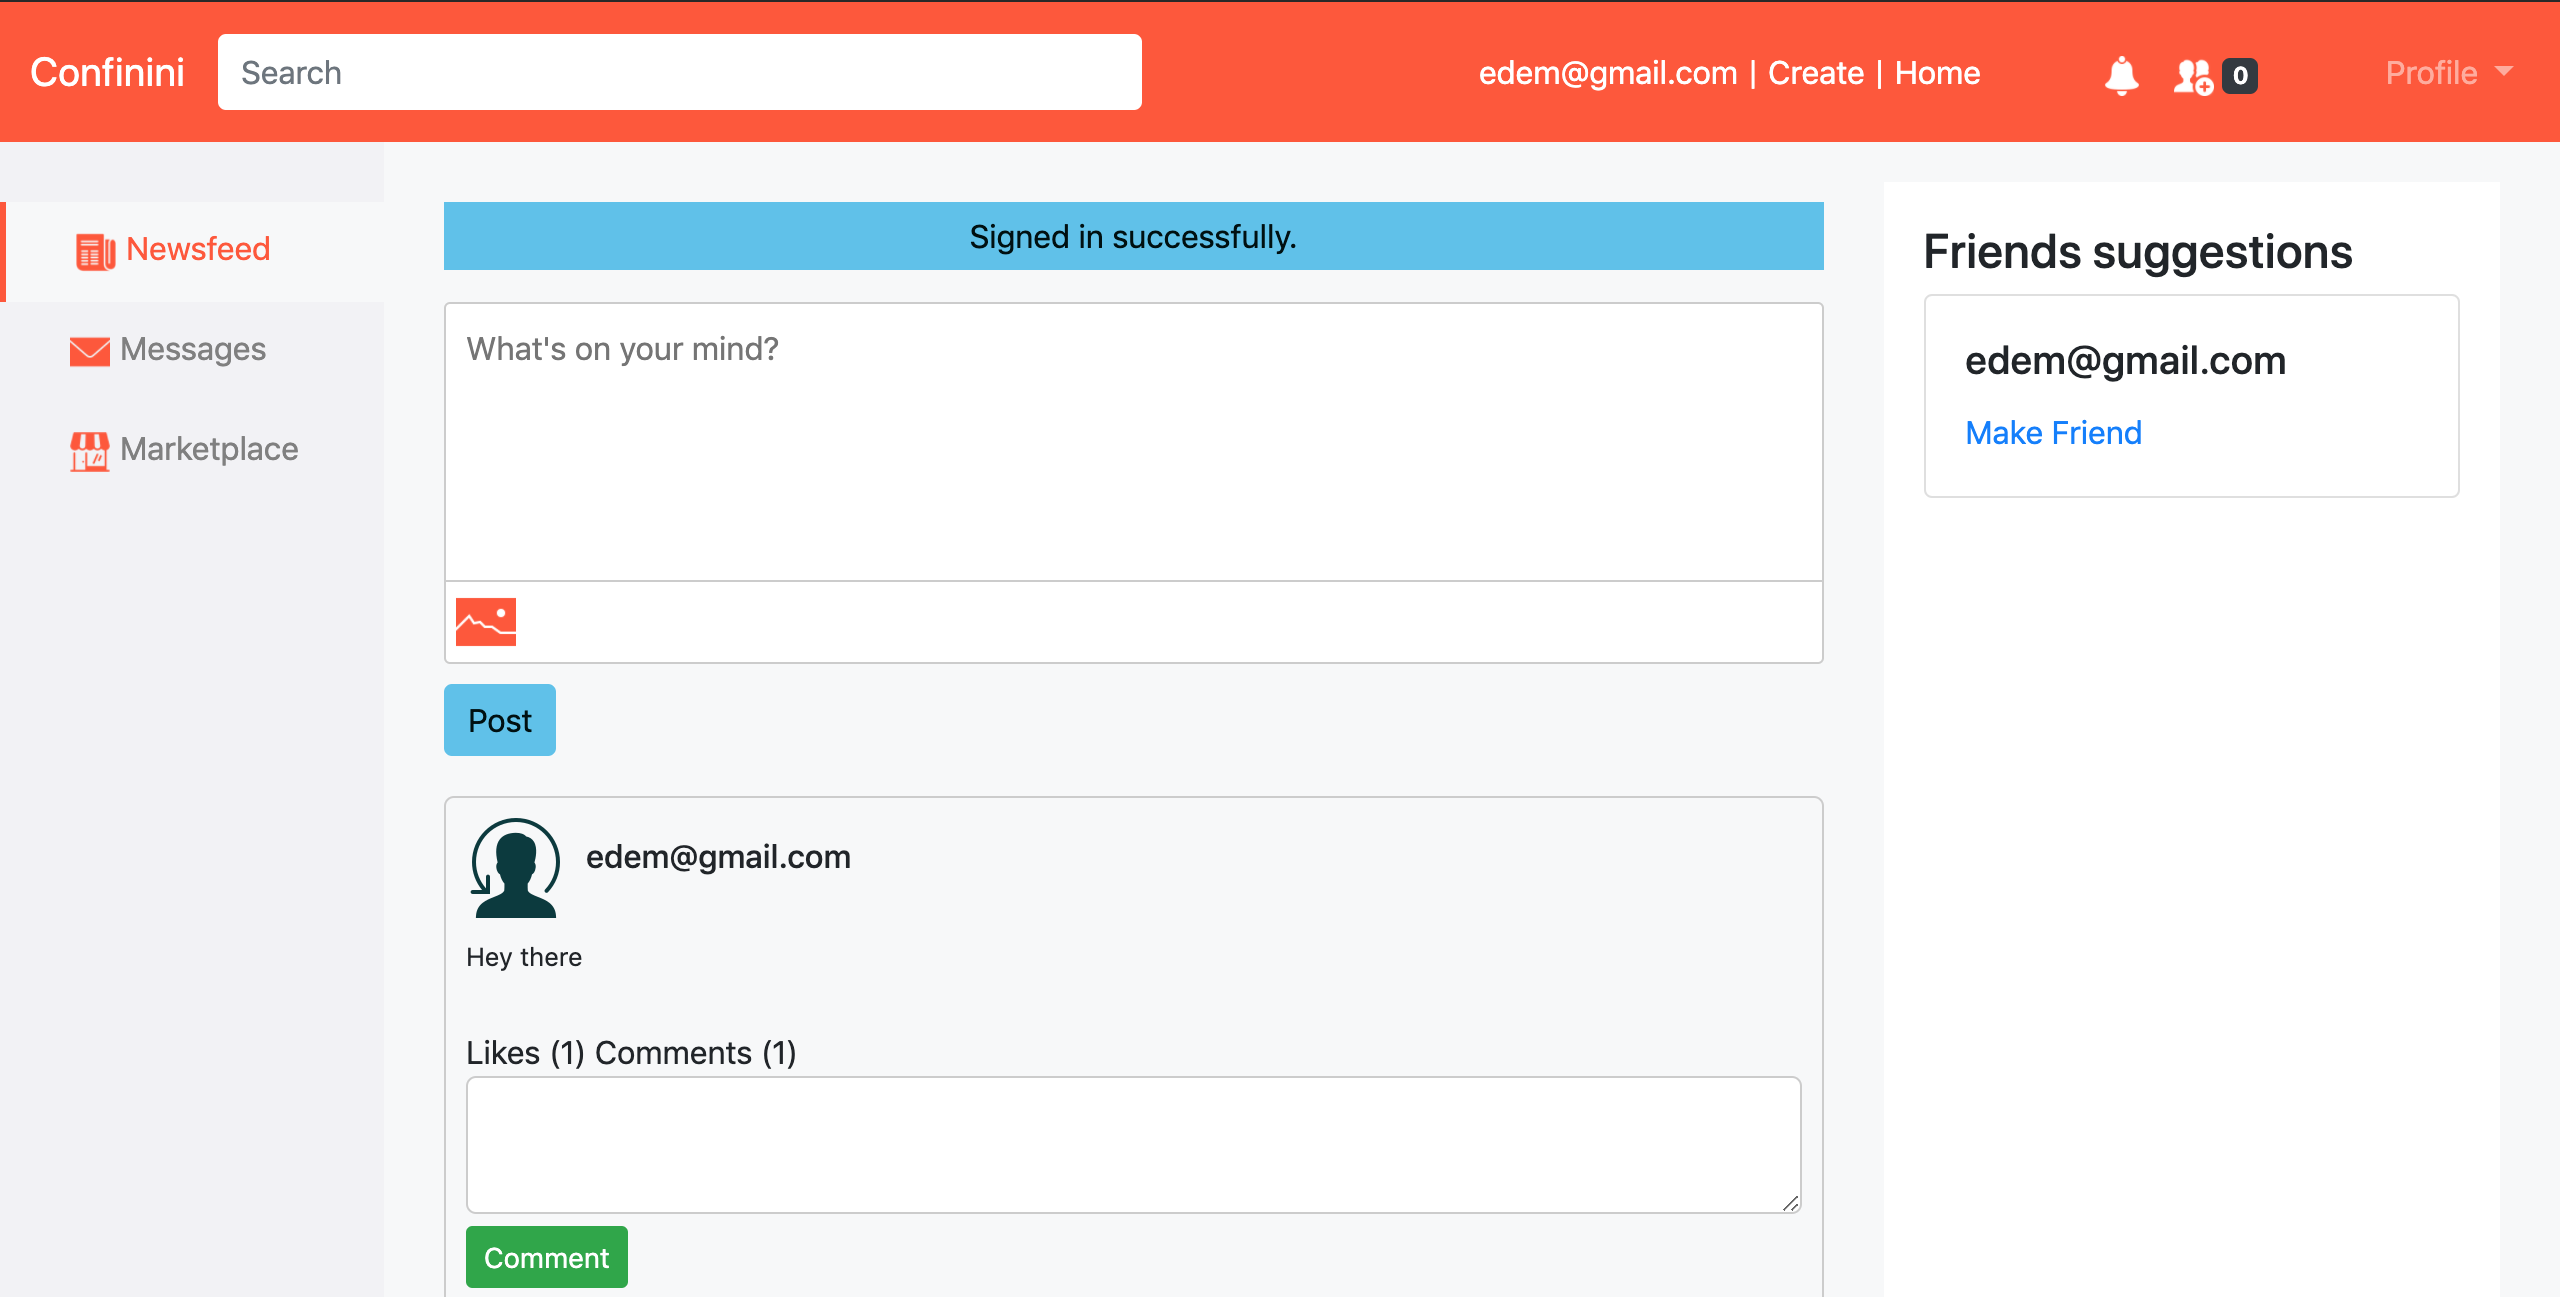 Confinini
Search
edem@gmail.com | Create | Home
0
Profile
Newsfeed
Messages
Marketplace
Signed in successfully.
What's on your mind?
Post
edem@gmail.com
Hey there
Likes (1) Comments (1)
Comment
Friends suggestions
edem@gmail.com
Make Friend